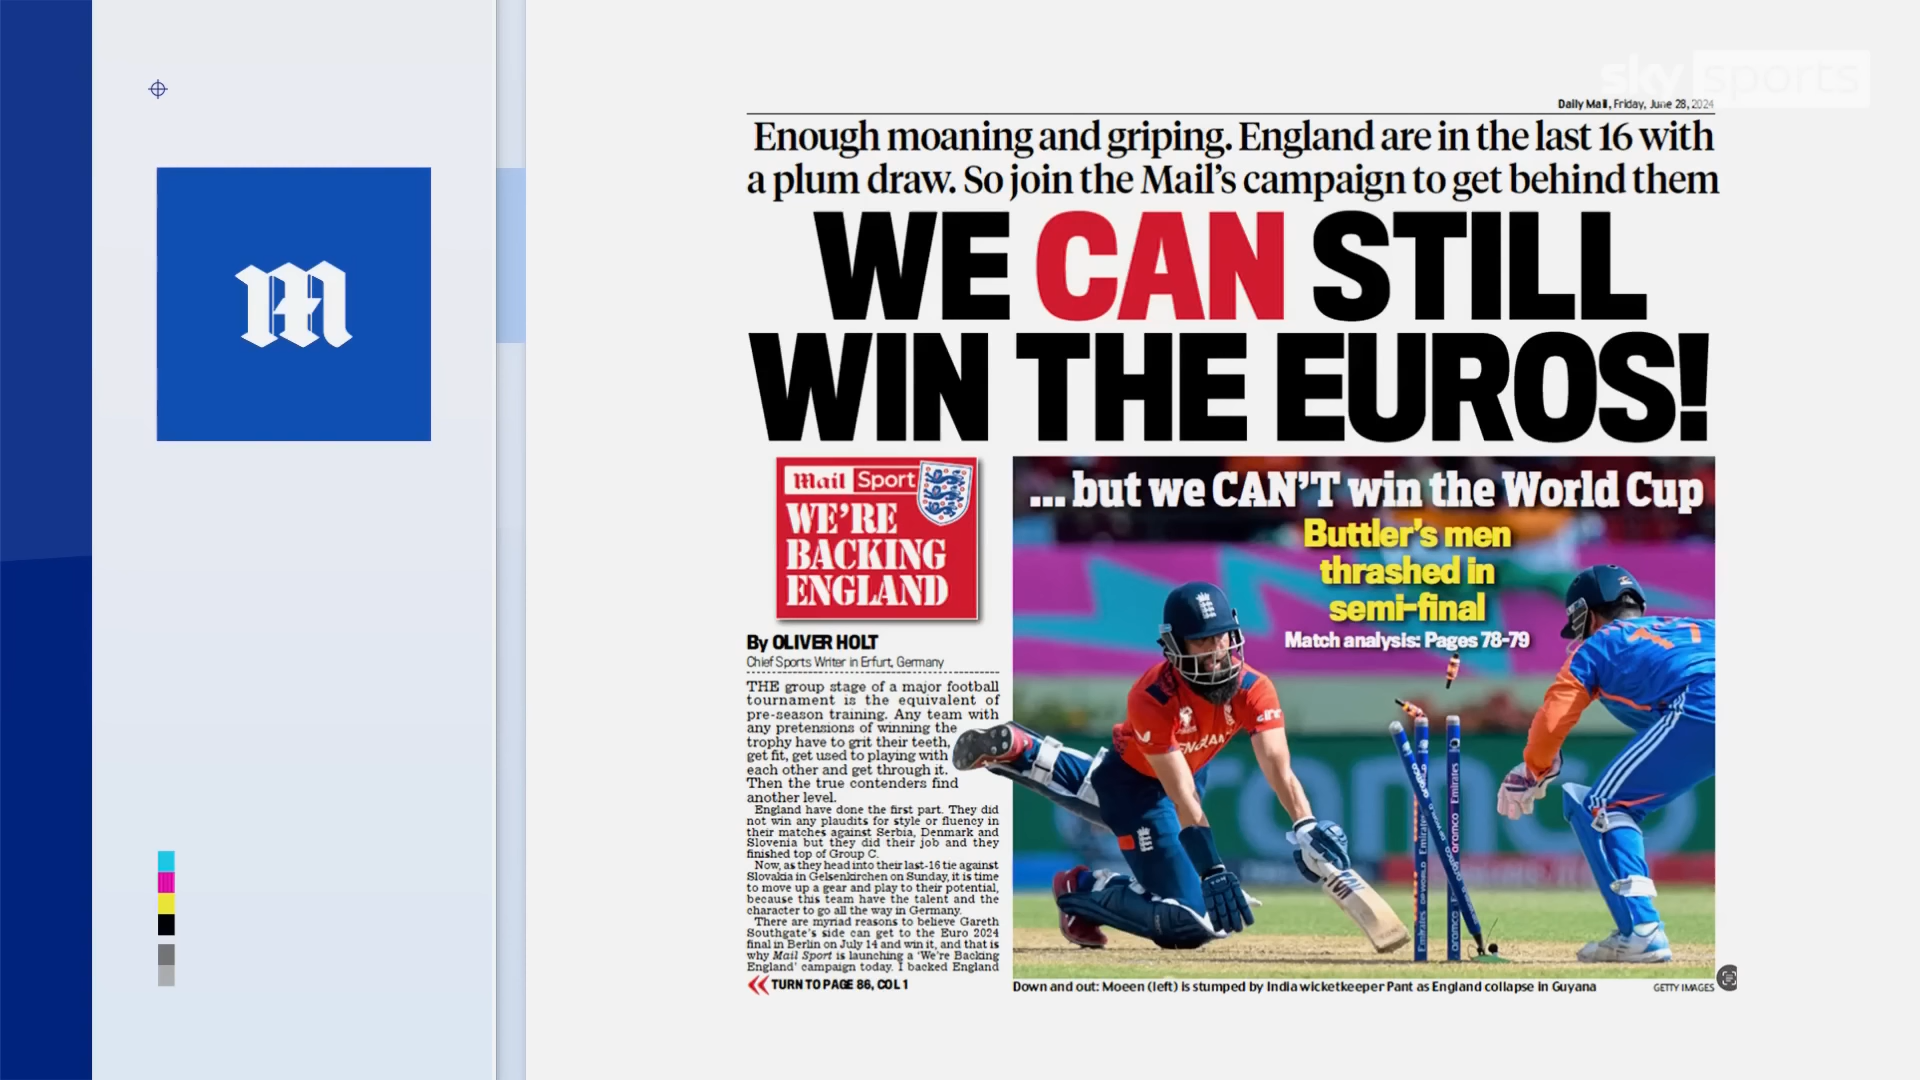 sky sports
Daily Mail, Friday, June 28, 2024
Enough moaning and griping. England are in the last 16 with
a plum draw. So join the Mail's campaign to get behind them
WE CAN STILL
WIN THE EUROS!
M
Mail Sport
WE'RE
BACKING
ENGLAND
By OLIVER HOLT
Chief Sports Writer in Erfurt, Germany
THE group stage of a major football
tournament is the equivalent of
pre-season training. Any team with
any pretensions of winning the
trophy have to grit their teeth,
get fit, get used to playing with
each other and get through it.
Then the true contenders find
another level.
England have done the first part. They did
not win any plaudits for style or fluency in
their matches against Serbia, Denmark and
Slovenia but they did their job and they
finished top of Group C.
Now, as they head into their last-16 tie against
Slovakia in Gelsenkirchen on Sunday, it is time
to move up a gear and play to their potential,
because this team have the talent and the
character to go all the way in Germany.
There are myriad reasons to believe Gareth
Southgate's side can get to the Euro 2024
final in Berlin on July 14 and win it, and that is
why Mail Sport is launching a 'We're Backing
England' campaign today. I backed England
TURN TO PAGE 86, COL 1
... but we CAN'T win the World Cup
Buttler's men
thrashed in
semi-final
Match analysis: Pages 78-79
ENGLAND
aramco
Emirates
aramco
Emirates
aramco
Emirates
Down and out: Moeen (left) is stumped by India wicketkeeper Pant as England collapse in Guyana
GETTY IMAGES